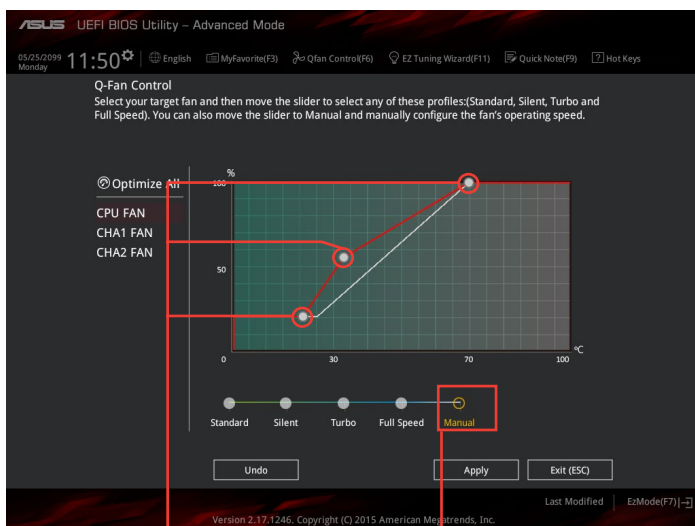 ASUS UEFI BIOS Utility – Advanced Mode
05/25/2099
Monday
11:50
English
MyFavorite(F3)
Qfan Control(F6)
EZ Tuning Wizard(F11)
Quick Note(F9)
? Hot Keys
Q-Fan Control
Select your target fan and then move the slider to select any of these profiles:(Standard, Silent, Turbo and
Full Speed). You can also move the slider to Manual and manually configure the fan's operating speed.
Optimize All
CPU FAN
CHA1 FAN
CHA2 FAN
%
100
50
0
30
70
100
°C
Standard
Silent
Turbo
Full Speed
Manual
Undo
Apply
Exit (ESC)
Last Modified
EzMode(F7)
Version 2.17.1246. Copyright (C) 2015 American Megatrends, Inc.